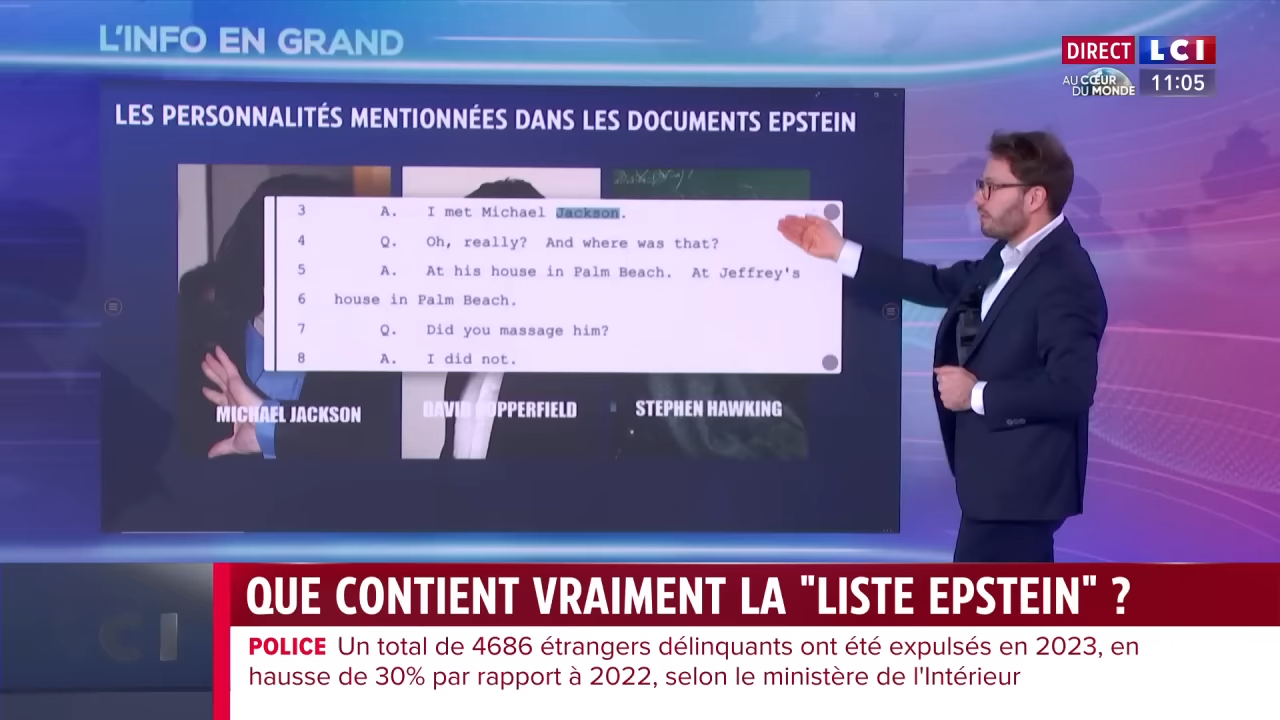 L'INFO EN GRAND
DIRECT LCI
AU CŒUR
DU MONDE
11:05
LES PERSONNALITÉS MENTIONNÉES DANS LES DOCUMENTS EPSTEIN
3 A. I met Michael Jackson.
4 Q. Oh, really? And where was that?
5 A. At his house in Palm Beach. At Jeffrey's
6 house in Palm Beach.
7 Q. Did you massage him?
8 A. I did not.
MICHAEL JACKSON
DAVID COPPERFIELD
STEPHEN HAWKING
LCI
QUE CONTIENT VRAIMENT LA "LISTE EPSTEIN" ?
POLICE Un total de 4686 étrangers délinquants ont été expulsés en 2023, en
hausse de 30% par rapport à 2022, selon le ministère de l'Intérieur